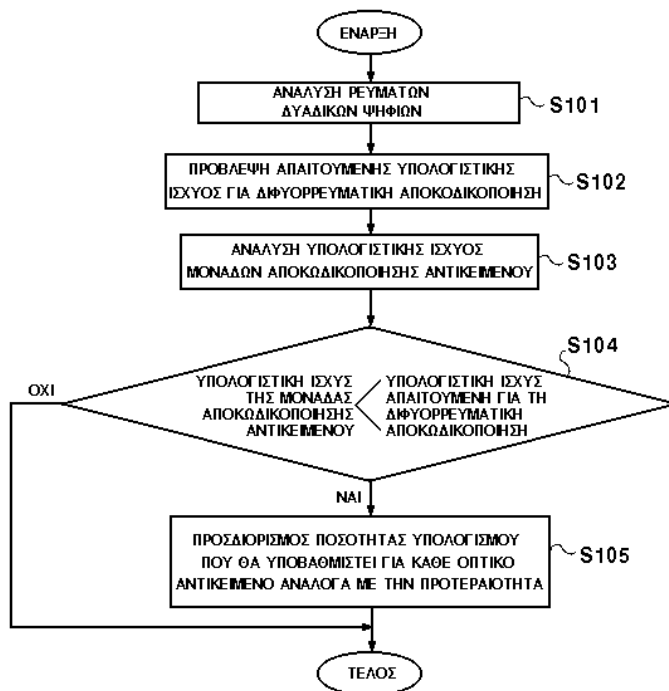 ΕΝΑΡΞΗ
ΑΝΑΛΥΣΗ ΡΕΥΜΑΤΩΝ
ΔΥΑΔΙΚΩΝ ΨΗΦΙΩΝ
S101
ΠΡΟΒΛΕΨΗ ΑΠΑΙΤΟΥΜΕΝΗΣ ΥΠΟΛΟΓΙΣΤΙΚΗΣ
ΙΣΧΥΟΣ ΓΙΑ ΔΙΦΥΟΡΡΕΥΜΑΤΙΚΗ ΑΠΟΚΟΔΙΚΟΠΟΙΗΣΗ
S102
ΑΝΑΛΥΣΗ ΥΠΟΛΟΓΙΣΤΙΚΗΣ ΙΣΧΥΟΣ
ΜΟΝΑΔΩΝ ΑΠΟΚΩΔΙΚΟΠΟΙΗΣΗΣ ΑΝΤΙΚΕΙΜΕΝΟΥ
S103
S104
ΟΧΙ
ΥΠΟΛΟΓΙΣΤΙΚΗ ΙΣΧΥΣ
ΤΗΣ ΜΟΝΑΔΑΣ
ΑΠΟΚΩΔΙΚΟΠΟΙΗΣΗΣ
ΑΝΤΙΚΕΙΜΕΝΟΥ
<
ΥΠΟΛΟΓΙΣΤΙΚΗ ΙΣΧΥΣ
ΑΠΑΙΤΟΥΜΕΝΗ ΓΙΑ ΤΗ
ΔΙΦΥΟΡΡΕΥΜΑΤΙΚΗ
ΑΠΟΚΩΔΙΚΟΠΟΙΗΣΗ
ΝΑΙ
ΠΡΟΣΔΙΟΡΙΣΜΟΣ ΠΟΣΟΤΗΤΑΣ ΥΠΟΛΟΓΙΣΜΟΥ
ΠΟΥ ΘΑ ΥΠΟΒΑΘΜΙΣΤΕΙ ΓΙΑ ΚΑΘΕ ΟΠΤΙΚΟ
ΑΝΤΙΚΕΙΜΕΝΟ ΑΝΑΛΟΓΑ ΜΕ ΤΗΝ ΠΡΟΤΕΡΑΙΟΤΗΤΑ
S105
ΤΕΛΟΣ